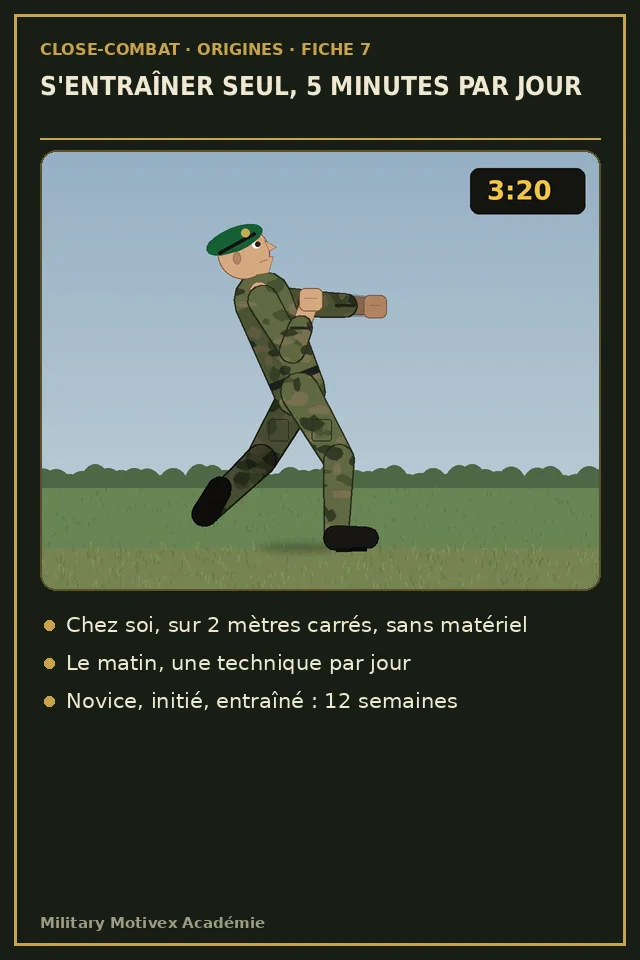 CLOSE-COMBAT · ORIGINES · FICHE 7
S'ENTRAÎNER SEUL, 5 MINUTES PAR JOUR
3:20
Chez soi, sur 2 mètres carrés, sans matériel
Le matin, une technique par jour
Novice, initié, entraîné : 12 semaines
Military Motivex Académie